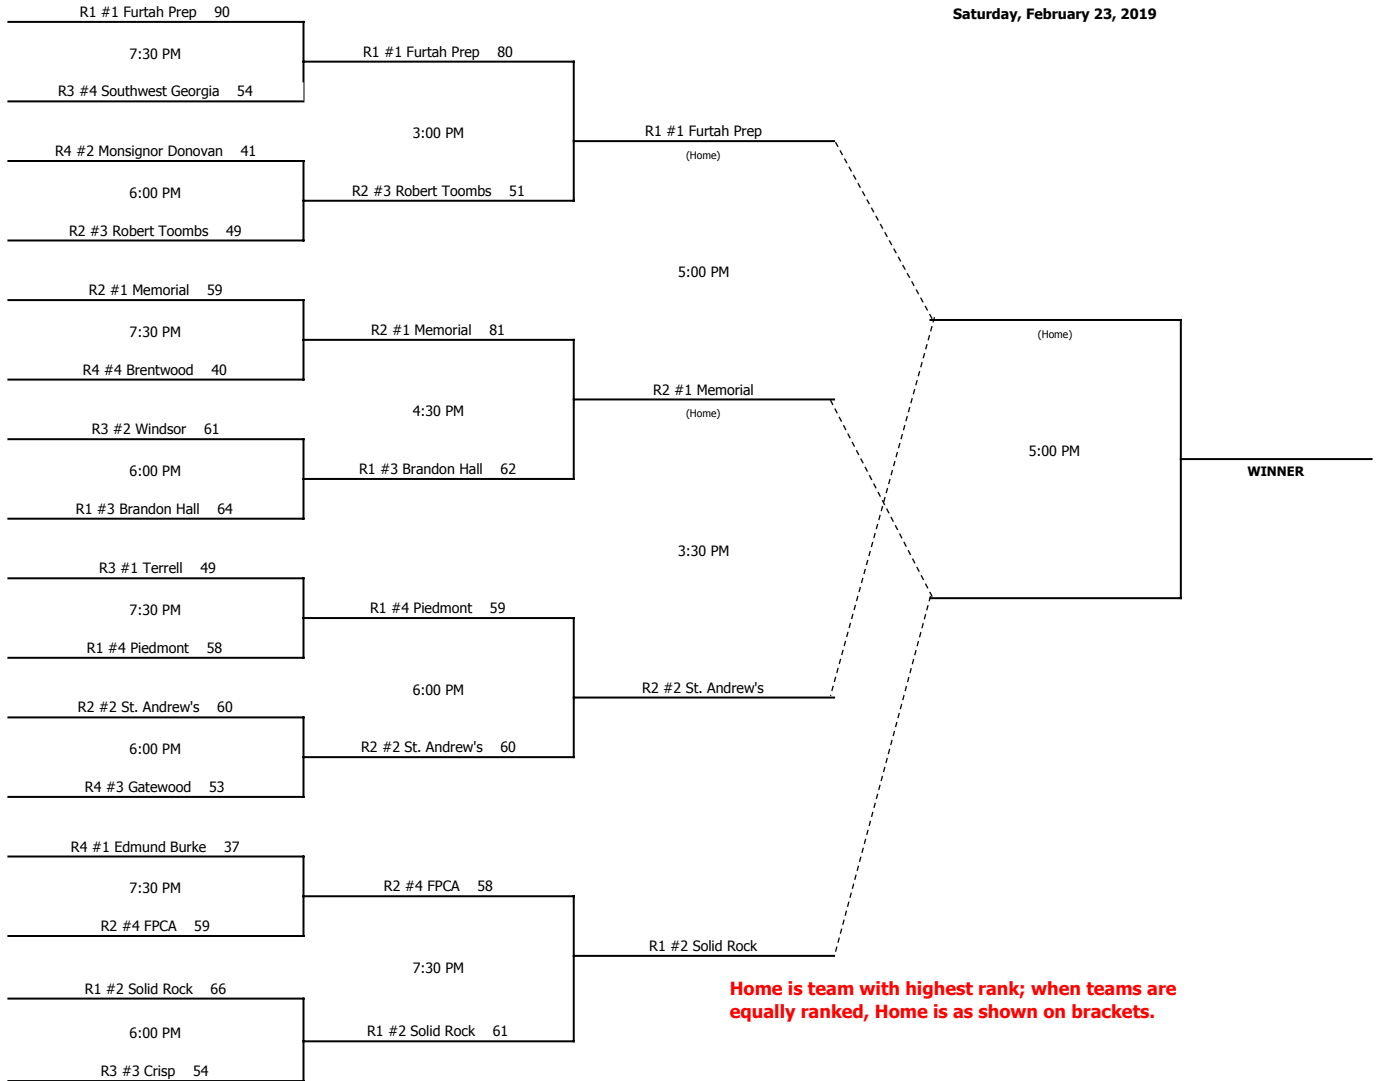 R1 #1 Furtah Prep 90
Saturday, February 23, 2019
7:30 PM
R1 #1 Furtah Prep 80
R3 #4 Southwest Georgia 54
3:00 PM
R1 #1 Furtah Prep
(Home)
R4 #2 Monsignor Donovan 41
6:00 PM
R2 #3 Robert Toombs 51
R2 #3 Robert Toombs 49
5:00 PM
R2 #1 Memorial 59
7:30 PM
R2 #1 Memorial 81
(Home)
R4 #4 Brentwood 40
R2 #1 Memorial
(Home)
4:30 PM
R3 #2 Windsor 61
5:00 PM
6:00 PM
R1 #3 Brandon Hall 62
WINNER
R1 #3 Brandon Hall 64
3:30 PM
R3 #1 Terrell 49
7:30 PM
R1 #4 Piedmont 59
R1 #4 Piedmont 58
6:00 PM
R2 #2 St. Andrew's
R2 #2 St. Andrew's 60
6:00 PM
R2 #2 St. Andrew's 60
R4 #3 Gatewood 53
R4 #1 Edmund Burke 37
7:30 PM
R2 #4 FPCA 58
R2 #4 FPCA 59
R1 #2 Solid Rock
7:30 PM
R1 #2 Solid Rock 66
Home is team with highest rank; when teams are
equally ranked, Home is as shown on brackets.
6:00 PM
R1 #2 Solid Rock 61
R3 #3 Crisp 54